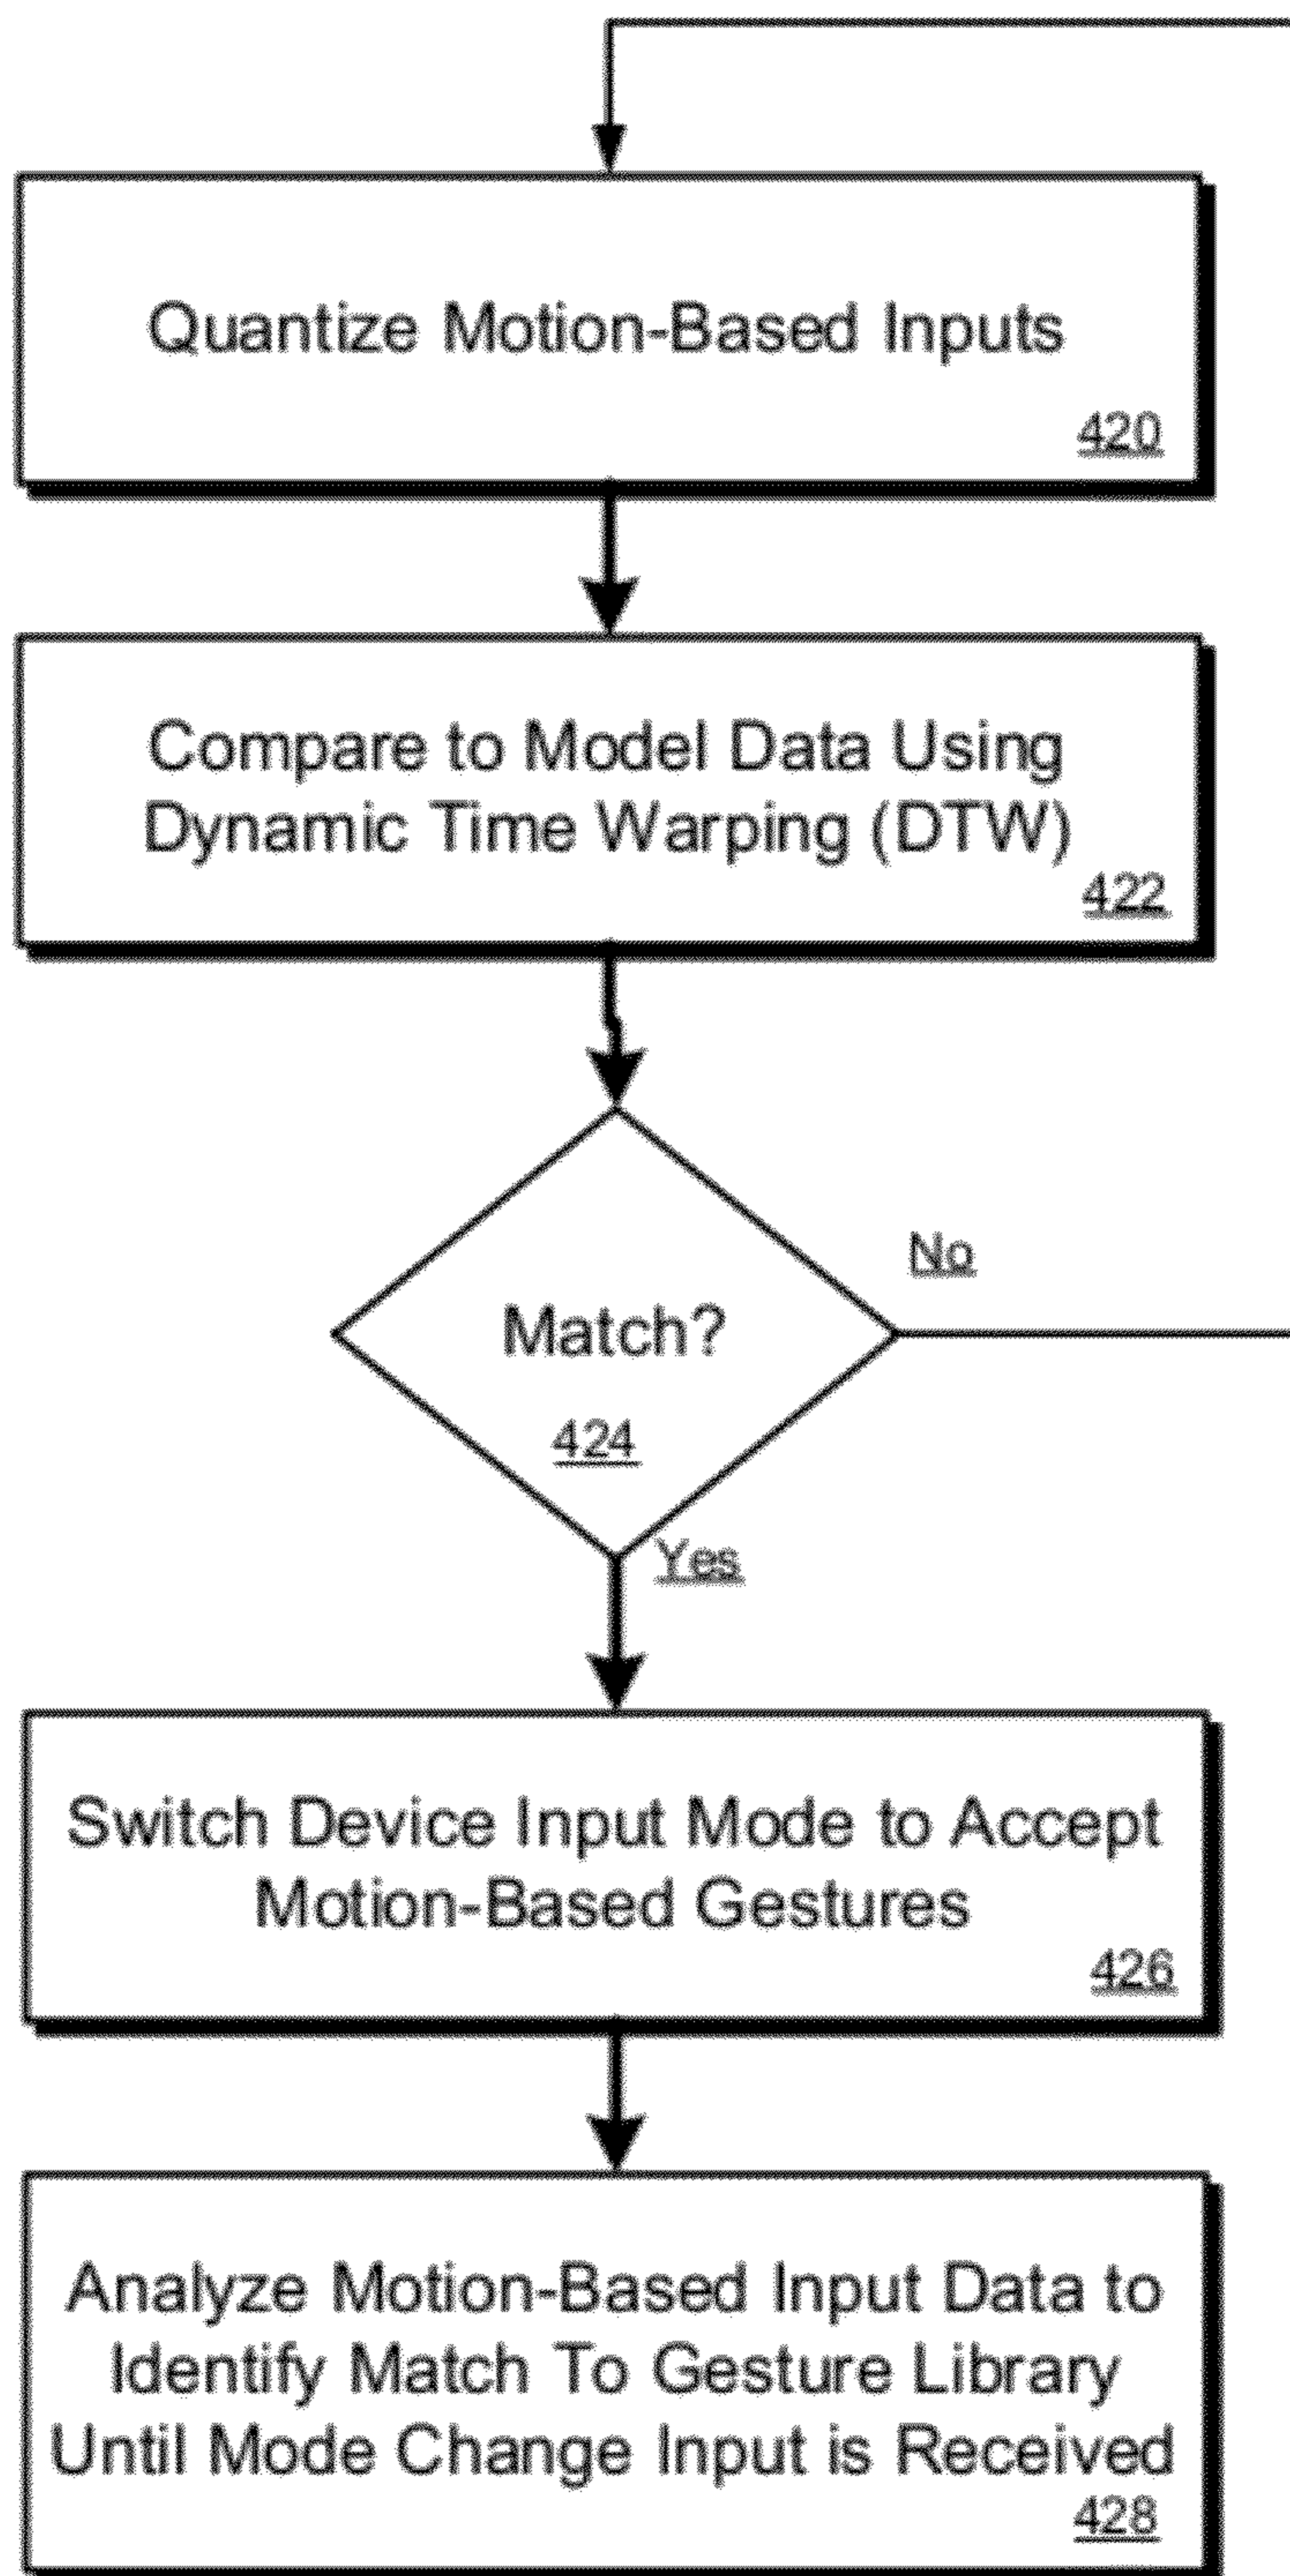 Quantize Motion-Based Inputs
420
Compare to Model Data Using
Dynamic Time Warping (DTW)
422
No
Match?
424
Yes
Switch Device Input Mode to Accept
Motion-Based Gestures
426
Analyze Motion-Based Input Data to
Identify Match To Gesture Library
Until Mode Change Input is Received
428